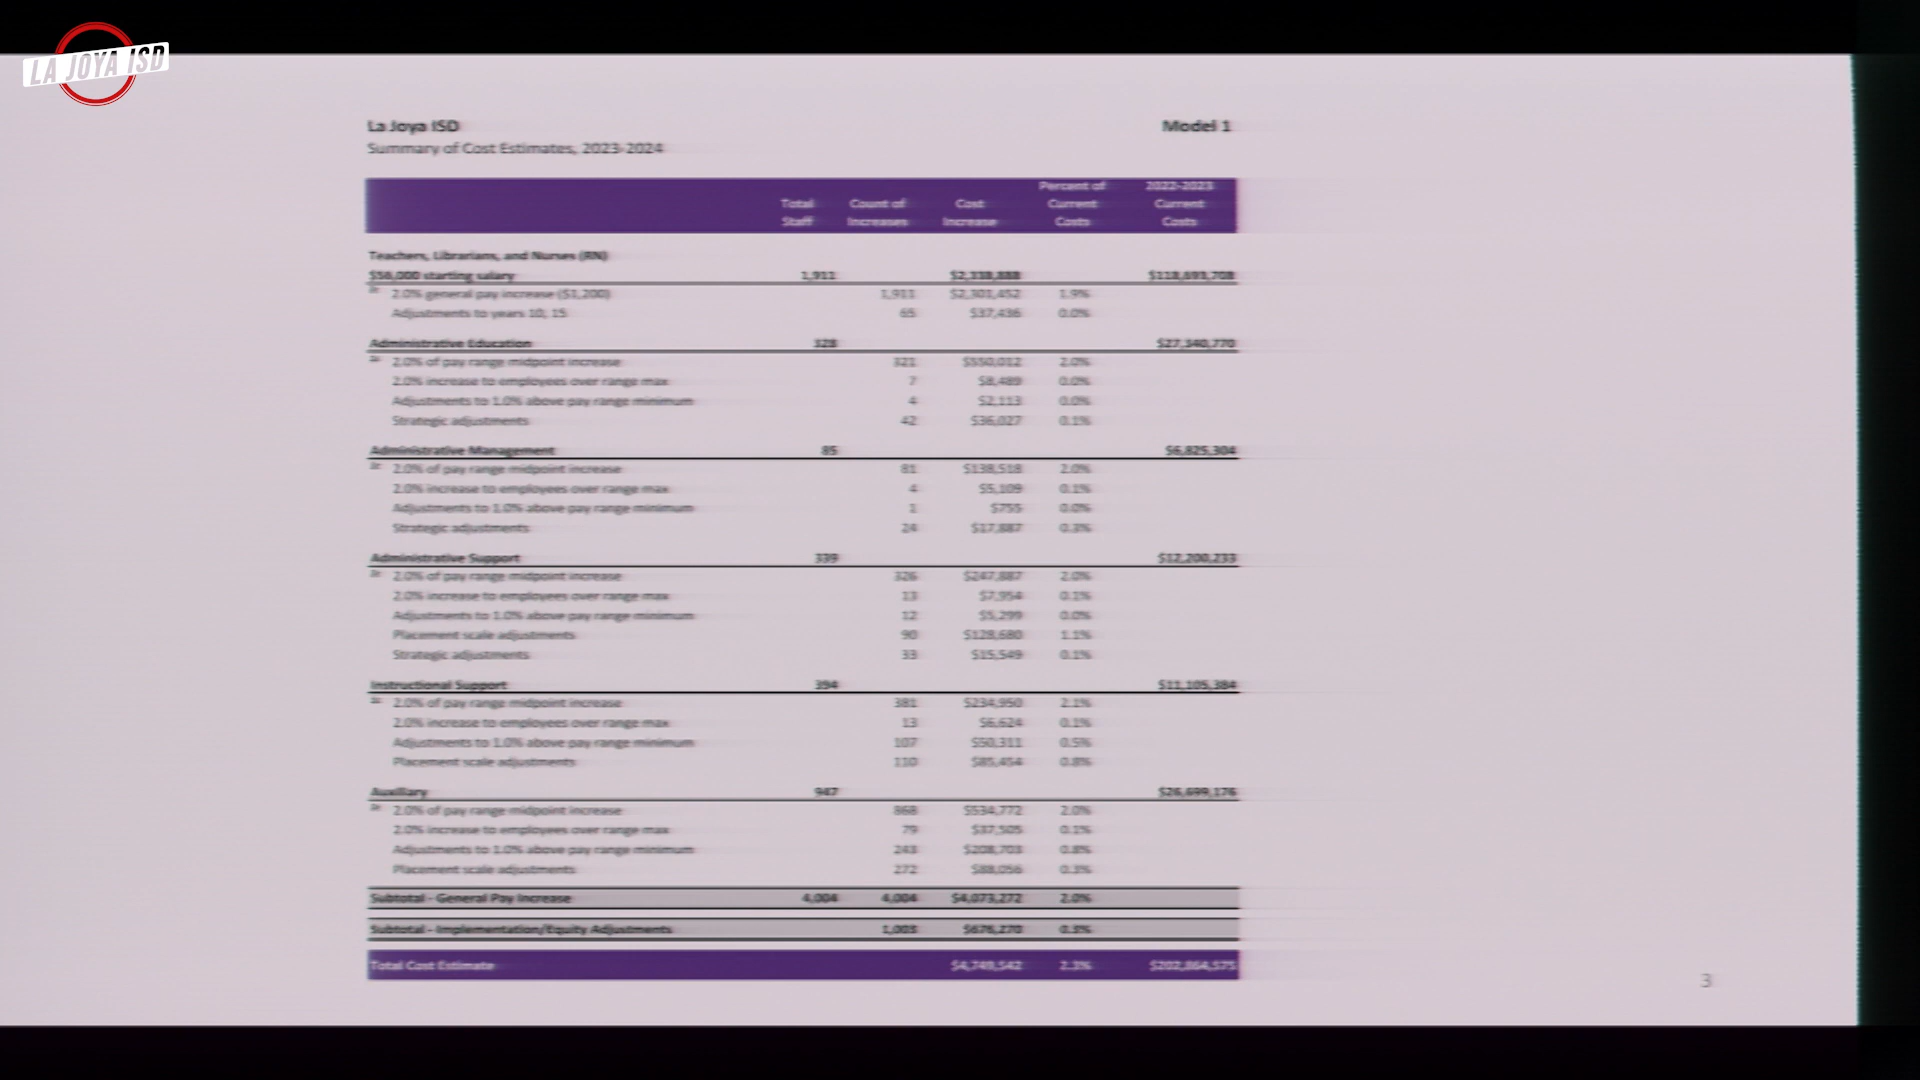 LA JOYA ISD
La Joya ISD Model 1
Summary of Cost Estimates, 2023-2024
Total Staff Count of Increases Cost Increase Percent of Current Costs 2022-2023 Current Costs
Teachers, Librarians, and Nurses (RN)
$56,000 starting salary 1,911 $2,338,888 $118,693,708
2.0% general pay increase ($1,200) 1,911 $2,301,452 1.9%
Adjustments to years 10, 15 65 $37,436 0.0%
Administrative Education 328 $27,340,770
2.0% of pay range midpoint increase 321 $550,012 2.0%
2.0% increase to employees over range max 7 $8,489 0.0%
Adjustments to 1.0% above pay range minimum 4 $2,113 0.0%
Strategic adjustments 42 $36,027 0.1%
Administrative Management 85 $6,825,304
2.0% of pay range midpoint increase 81 $138,518 2.0%
2.0% increase to employees over range max 4 $5,109 0.1%
Adjustments to 1.0% above pay range minimum 1 $755 0.0%
Strategic adjustments 24 $17,887 0.3%
Administrative Support 339 $12,200,233
2.0% of pay range midpoint increase 326 $247,887 2.0%
2.0% increase to employees over range max 13 $7,954 0.1%
Adjustments to 1.0% above pay range minimum 12 $5,299 0.0%
Placement scale adjustments 90 $128,680 1.1%
Strategic adjustments 33 $15,549 0.1%
Instructional Support 394 $11,105,384
2.0% of pay range midpoint increase 381 $234,950 2.1%
2.0% increase to employees over range max 13 $6,624 0.1%
Adjustments to 1.0% above pay range minimum 107 $50,311 0.5%
Placement scale adjustments 110 $85,454 0.8%
Auxiliary 947 $26,699,176
2.0% of pay range midpoint increase 868 $534,772 2.0%
2.0% increase to employees over range max 79 $37,505 0.1%
Adjustments to 1.0% above pay range minimum 243 $208,703 0.8%
Placement scale adjustments 272 $88,056 0.3%
Subtotal - General Pay Increase 4,004 4,004 $4,073,272 2.0%
Subtotal - Implementation/Equity Adjustments 1,003 $676,270 0.3%
Total Cost Estimate $4,749,542 2.3% $202,864,575
3